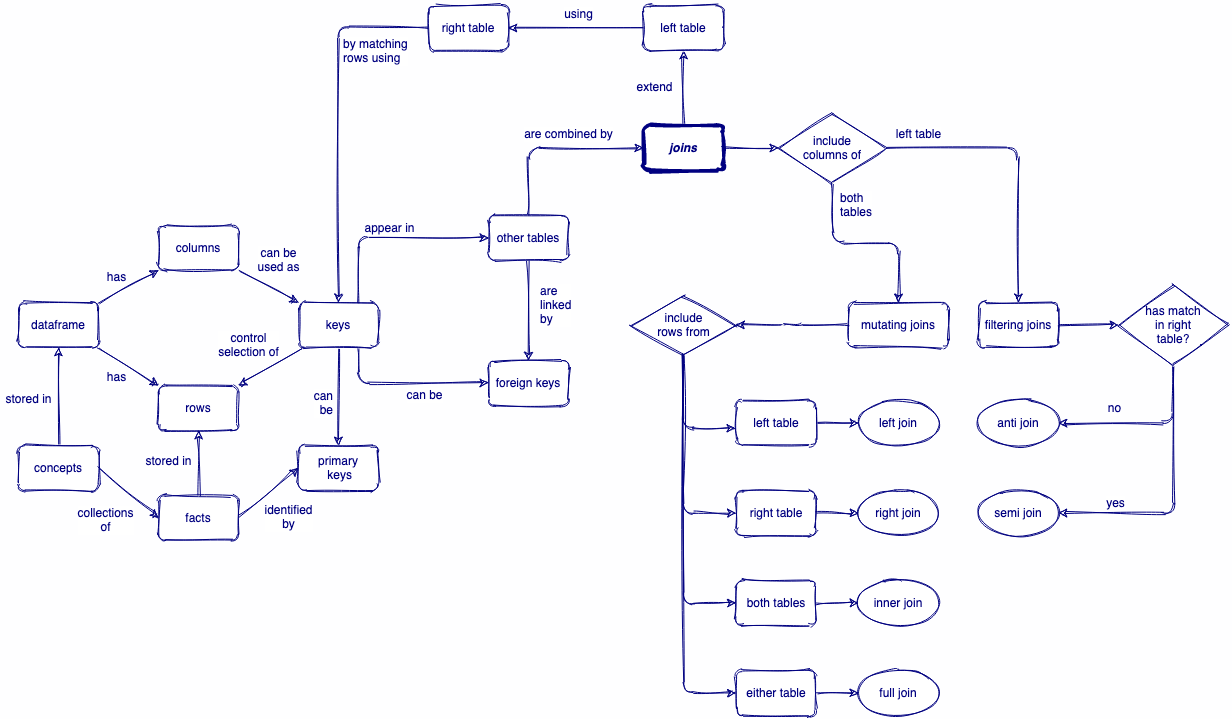 right table
using
left table
by matching
rows using
extend
are combined by
joins
include
columns of
left table
both
tables
appear in
other tables
columns
can be
used as
has
are
linked
by
dataframe
keys
include
rows from
mutating joins
filtering joins
has match
in right
table?
control
selection of
has
foreign keys
can be
stored in
rows
can
be
left table
left join
anti join
no
concepts
stored in
primary
keys
collections
of
facts
identified
by
right table
right join
semi join
yes
both tables
inner join
either table
full join